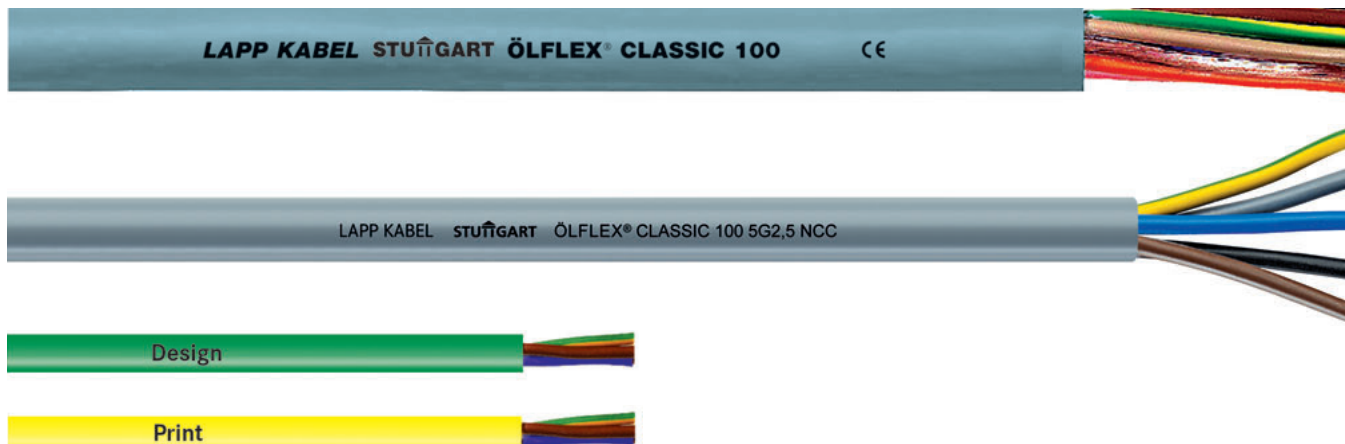 LAPP KABEL STUTTGART ÖLFLEX® CLASSIC 100 CE
LAPP KABEL STUTTGART ÖLFLEX® CLASSIC 100 5G2,5 NCC
Design
Print